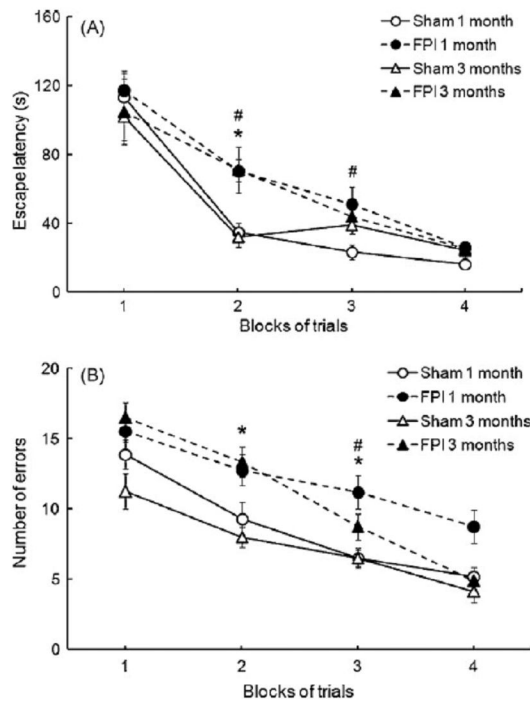 (A)
Sham 1 month
FPI 1 month
Sham 3 months
FPI 3 months
Escape latency (s)
160
120
80
40
0
#
*
#
1 2 3 4
Blocks of trials
(B)
Sham 1 month
FPI 1 month
Sham 3 months
FPI 3 months
Number of errors
20
15
10
5
0
*
#
*
1 2 3 4
Blocks of trials